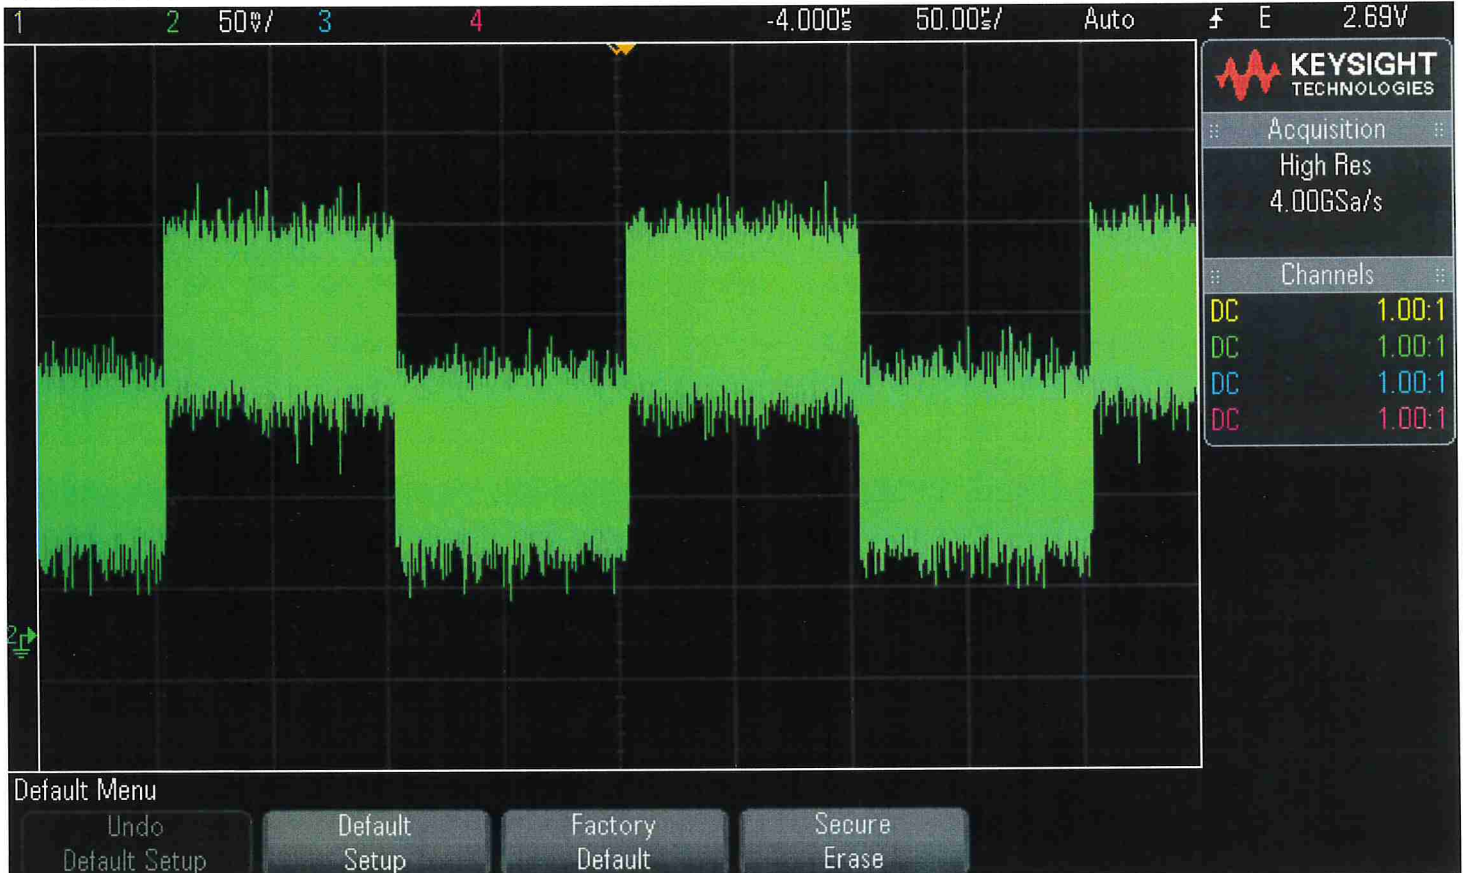 1 2 50mV/ 3 4 -4.000µs 50.00µs/ Auto E 2.69V
KEYSIGHT
TECHNOLOGIES
Acquisition
High Res
4.00GSa/s
Channels
DC 1.00:1
DC 1.00:1
DC 1.00:1
DC 1.00:1
2
Default Menu
Undo
Default Setup
Default
Setup
Factory
Default
Secure
Erase